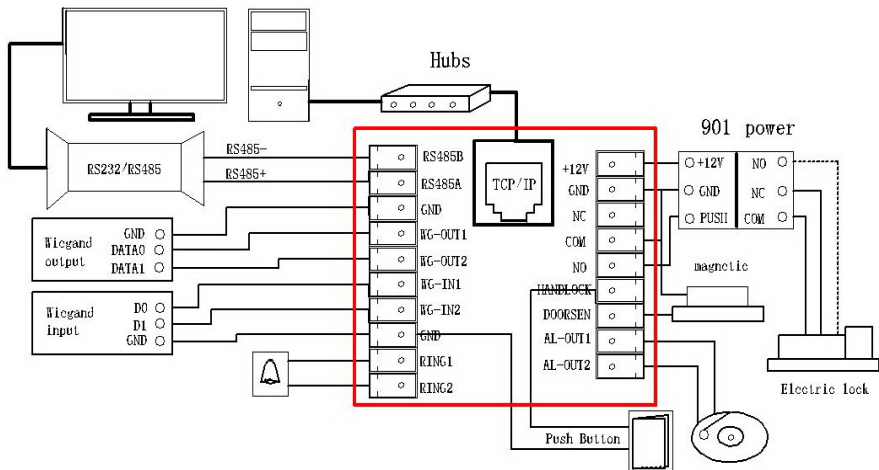 Hubs
901 power
RS232/RS485
RS485-
RS485+
TCP/IP
RS485B
RS485A
GND
WG-OUT1
WG-OUT2
WG-IN1
WG-IN2
GND
RING1
RING2
+12V
GND
NC
COM
NO
HANDLOCK
DOORSEN
AL-OUT1
AL-OUT2
+12V
GND
PUSH
NO
NC
COM
Wiegand
output
GND
DATA0
DATA1
Wiegand
input
D0
D1
GND
magnetic
Electric lock
Push Button